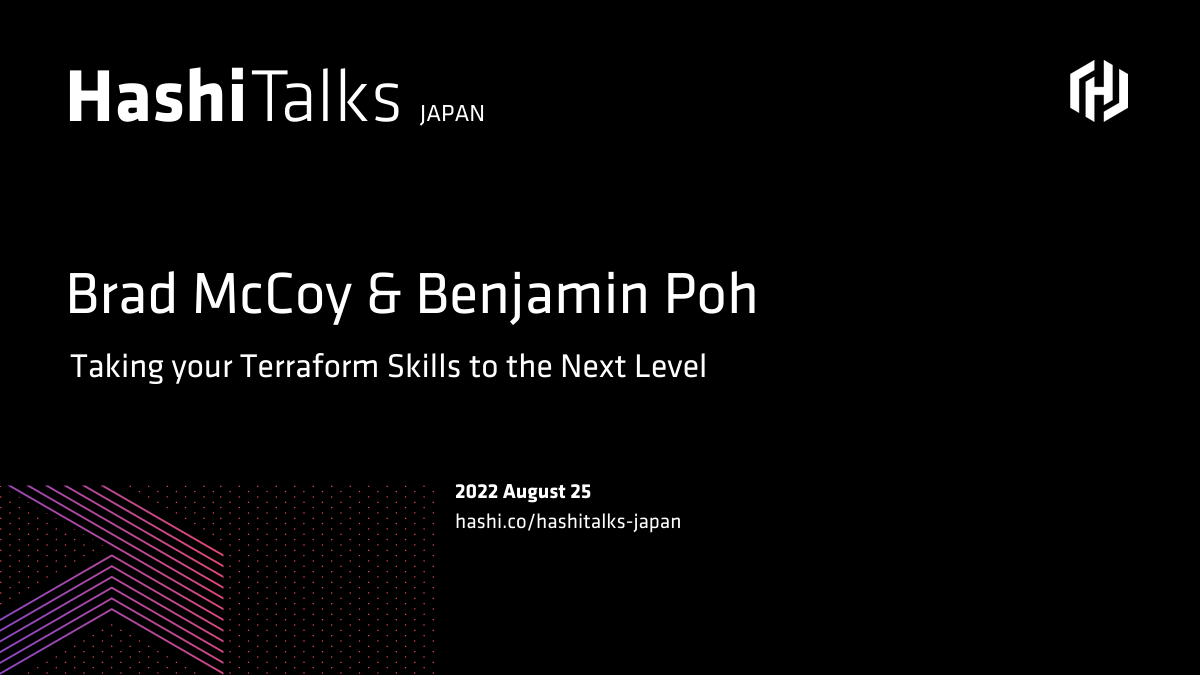 HashiTalks JAPAN
Brad McCoy & Benjamin Poh
Taking your Terraform Skills to the Next Level
2022 August 25
hashi.co/hashitalks-japan